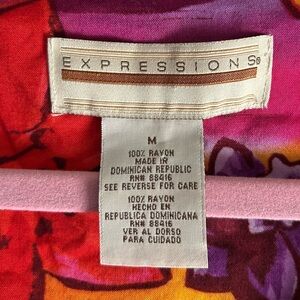 EXPRESSIONS®
M
100% RAYON
MADE IN
DOMINICAN REPUBLIC
RN# 88416
SEE REVERSE FOR CARE
100% RAYON
HECHO EN
REPUBLICA DOMINICANA
RN# 88416
VER AL DORSO
PARA CUIDADO